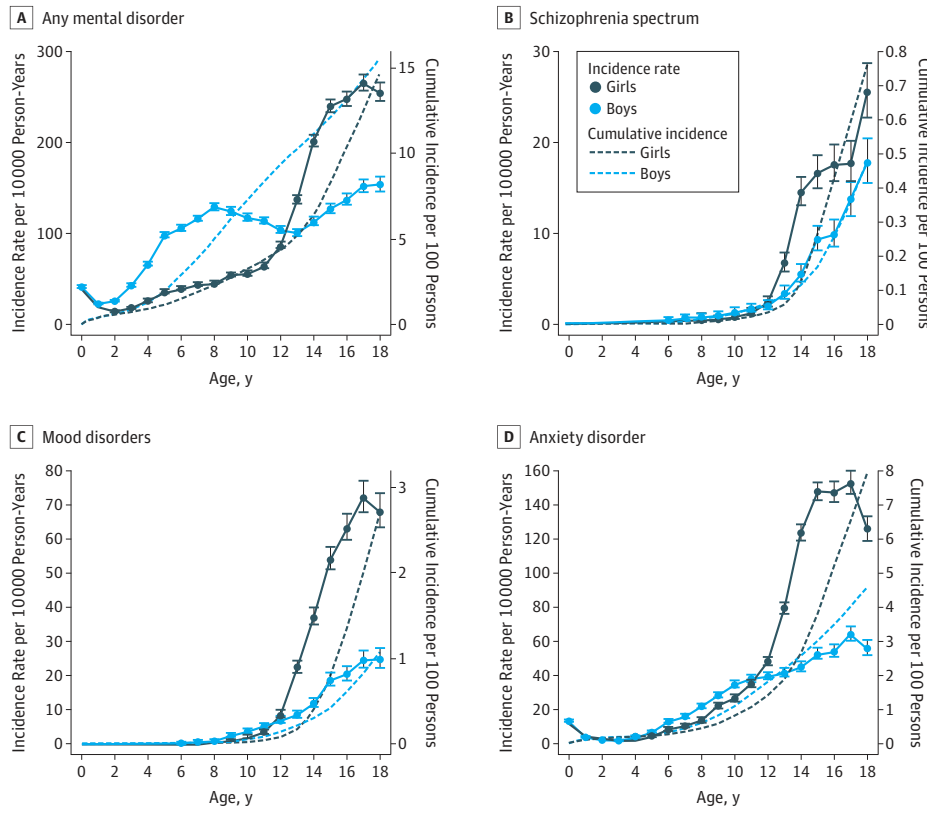 A Any mental disorder
300
200
100
0
15
10
5
0
0 2 4 6 8 10 12 14 16 18
Age, y
Incidence Rate per 10 000 Person-Years
Cumulative Incidence per 100 Persons
B Schizophrenia spectrum
30
20
10
0
0.8
0.7
0.6
0.5
0.4
0.3
0.2
0.1
0
Incidence rate
Girls
Boys
Cumulative incidence
Girls
Boys
0 2 4 6 8 10 12 14 16 18
Age, y
Incidence Rate per 10 000 Person-Years
Cumulative Incidence per 100 Persons
C Mood disorders
80
70
60
50
40
30
20
10
0
3
2
1
0
0 2 4 6 8 10 12 14 16 18
Age, y
Incidence Rate per 10 000 Person-Years
Cumulative Incidence per 100 Persons
D Anxiety disorder
160
140
120
100
80
60
40
20
0
8
7
6
5
4
3
2
1
0
0 2 4 6 8 10 12 14 16 18
Age, y
Incidence Rate per 10 000 Person-Years
Cumulative Incidence per 100 Persons